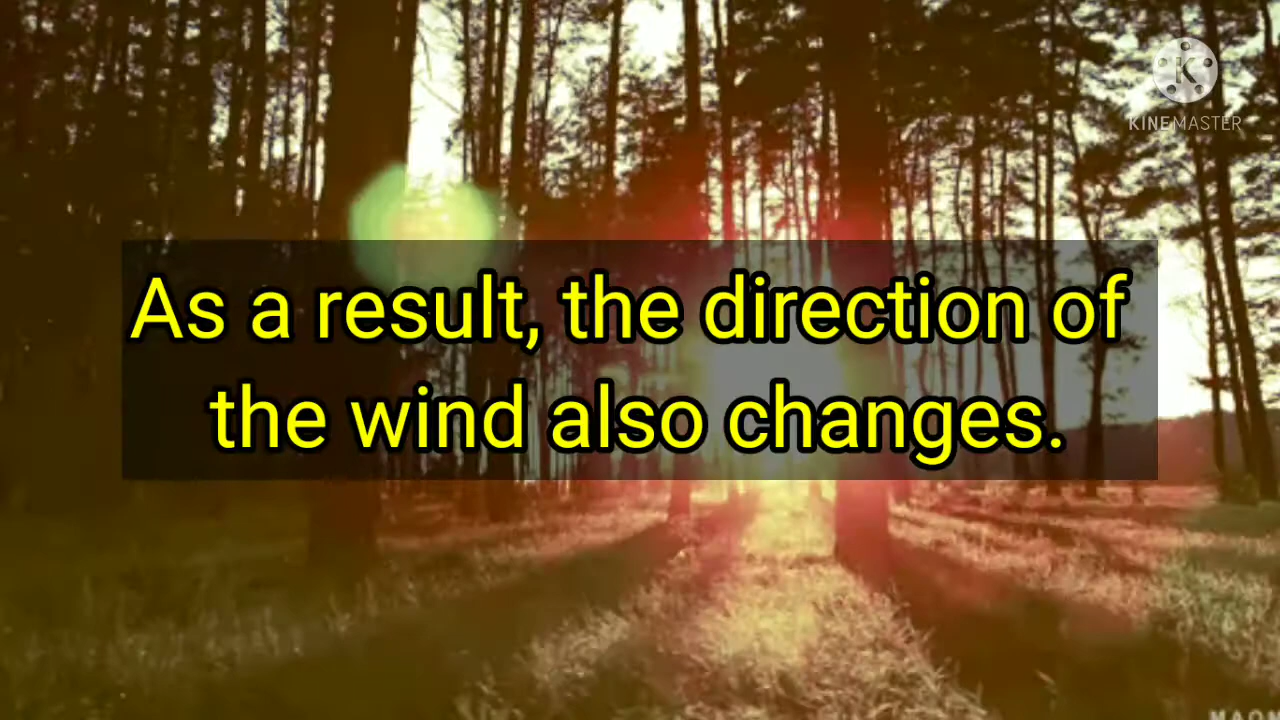 KINEMASTER
As a result, the direction of
the wind also changes.